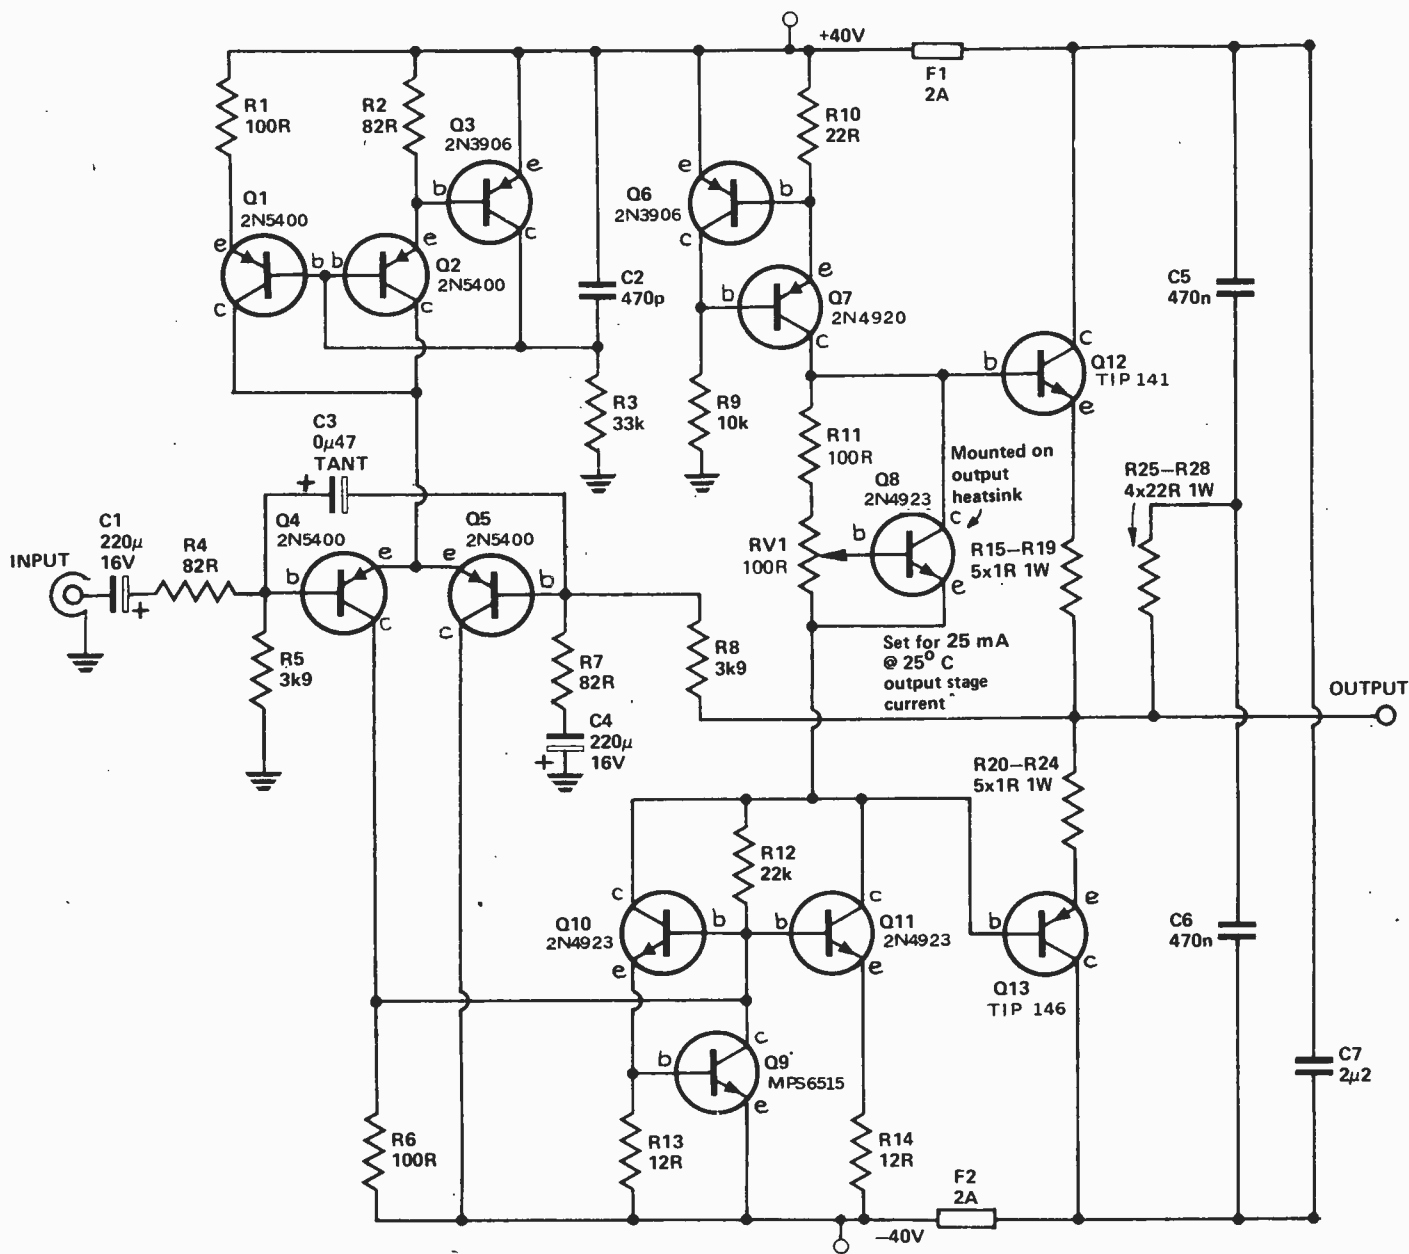 +40V
F1
2A
R1
100R
R2
82R
Q3
2N3906
e
b
c
R10
22R
e
Q6
2N3906
b
c
Q1
2N5400
e
b
c
b
e
Q2
2N5400
c
C2
470p
e
b
Q7
2N4920
c
C5
470n
c
b
Q12
TIP 141
e
R3
33k
R9
10k
R11
100R
C3
0µ47
TANT
+
Mounted on
output
heatsink
Q8
2N4923
c
b
e
R25–R28
4x22R 1W
C1
220µ
16V
+
INPUT
R4
82R
Q4
2N5400
e
b
c
Q5
2N5400
e
b
c
RV1
100R
R15–R19
5x1R 1W
Set for 25 mA
@ 25° C
output stage
current
R5
3k9
R7
82R
R8
3k9
C4
220µ
16V
+
OUTPUT
R20–R24
5x1R 1W
R12
22k
c
Q10
2N4923
b
e
c
b
Q11
2N4923
e
e
b
Q13
TIP 146
c
C6
470n
c
b
Q9
MPS6515
e
C7
2µ2
R6
100R
R13
12R
R14
12R
F2
2A
–40V